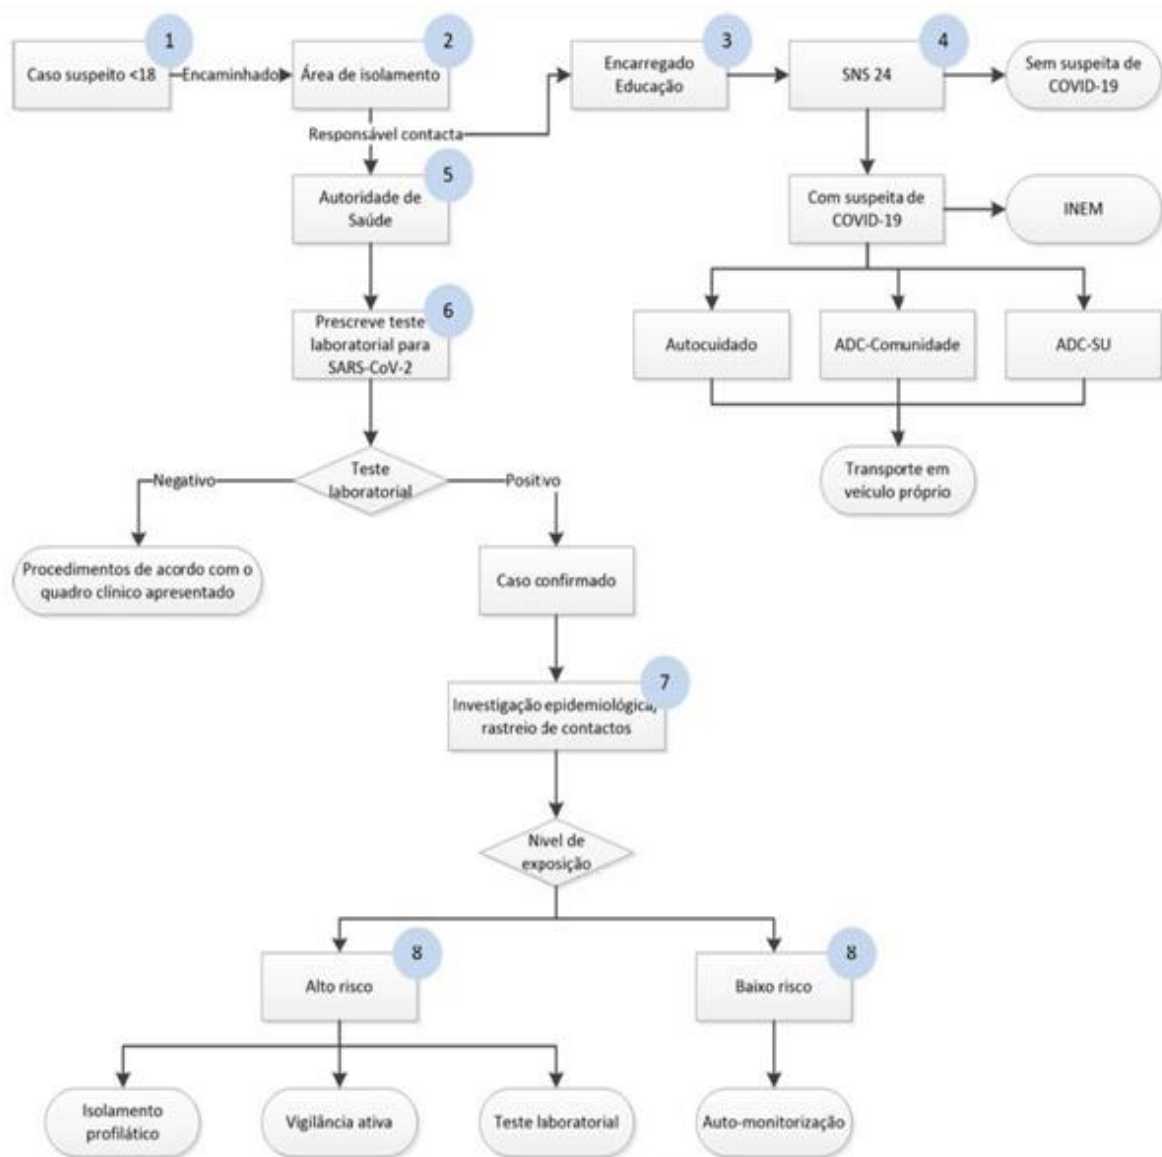 1
2
3
4
Caso suspeito <18
Encaminhado
Área de isolamento
Encarregado
Educação
SNS 24
Sem suspeita de
COVID-19
Responsável contacta
5
Autoridade de
Saúde
Com suspeita de
COVID-19
INEM
6
Prescreve teste
laboratorial para
SARS-CoV-2
Autocuidado
ADC-Comunidade
ADC-SU
Negativo
Teste
laboratorial
Positivo
Transporte em
veículo próprio
Procedimentos de acordo com o
quadro clínico apresentado
Caso confirmado
7
Investigação epidemiológica/
rastreio de contactos
Nivel de
exposição
8
8
Alto risco
Baixo risco
Isolamento
profilático
Vigilância ativa
Teste laboratorial
Auto-monitorização